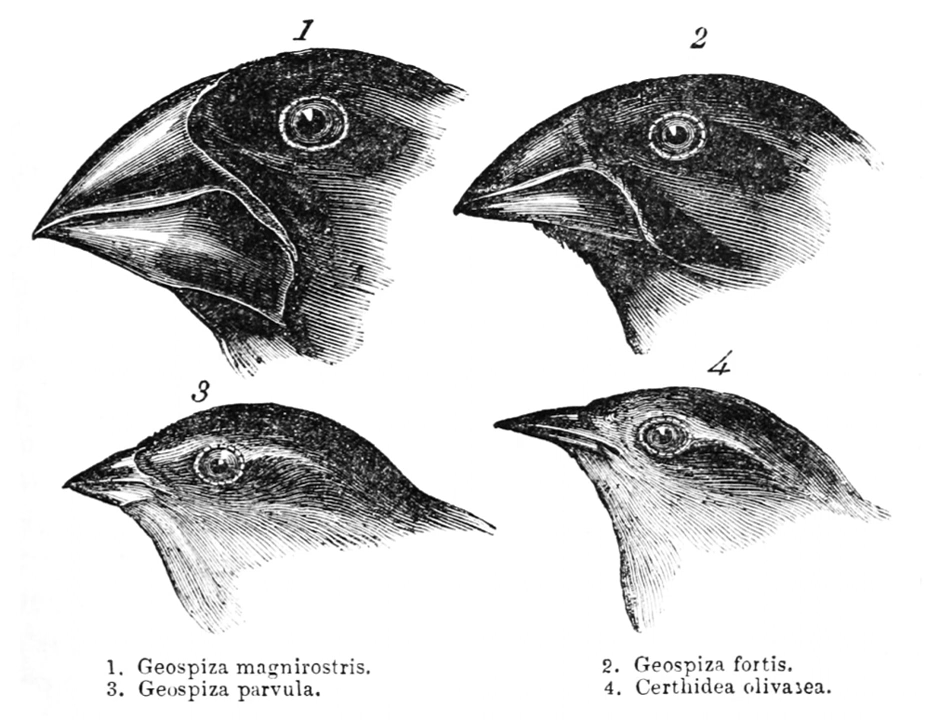 1
2
3
4
1. Geospiza magnirostris.
2. Geospiza fortis.
3. Geospiza parvula.
4. Certhidea olivasea.